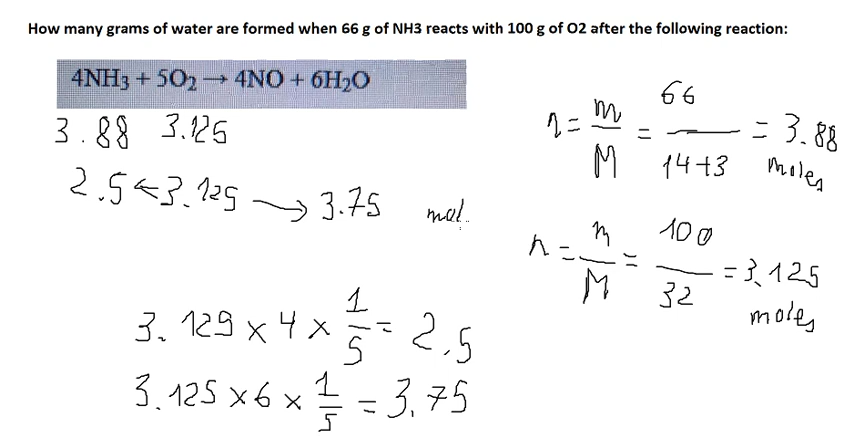 How many grams of water are formed when 66 g of NH3 reacts with 100 g of O2 after the following reaction:
4NH₃ + 5O₂ → 4NO + 6H₂O
3.88 3.125
2.5 ← 3.125 → 3.75 mol.
3.129 x 4 x 1/5 = 2.5
3.125 x 6 x 1/5 = 3.75
n = m/M = 66/14+3 = 3.88 moles
n = m/M = 100/32 = 3,125 moles